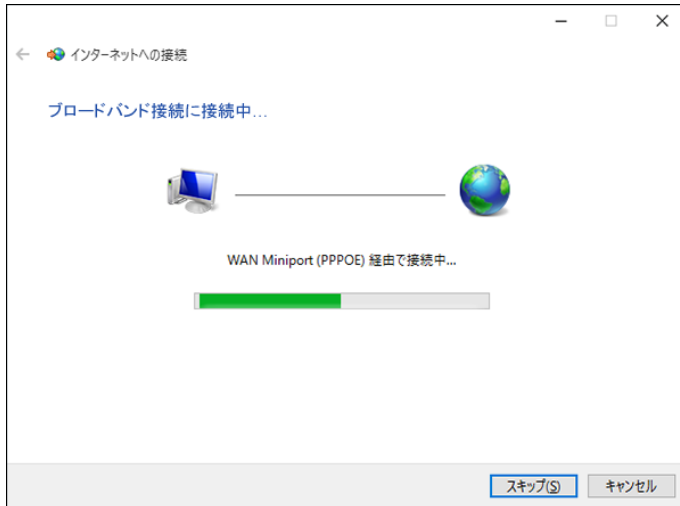 インターネットへの接続
ブロードバンド接続に接続中...
WAN Miniport (PPPOE) 経由で接続中...
スキップ(S)
キャンセル